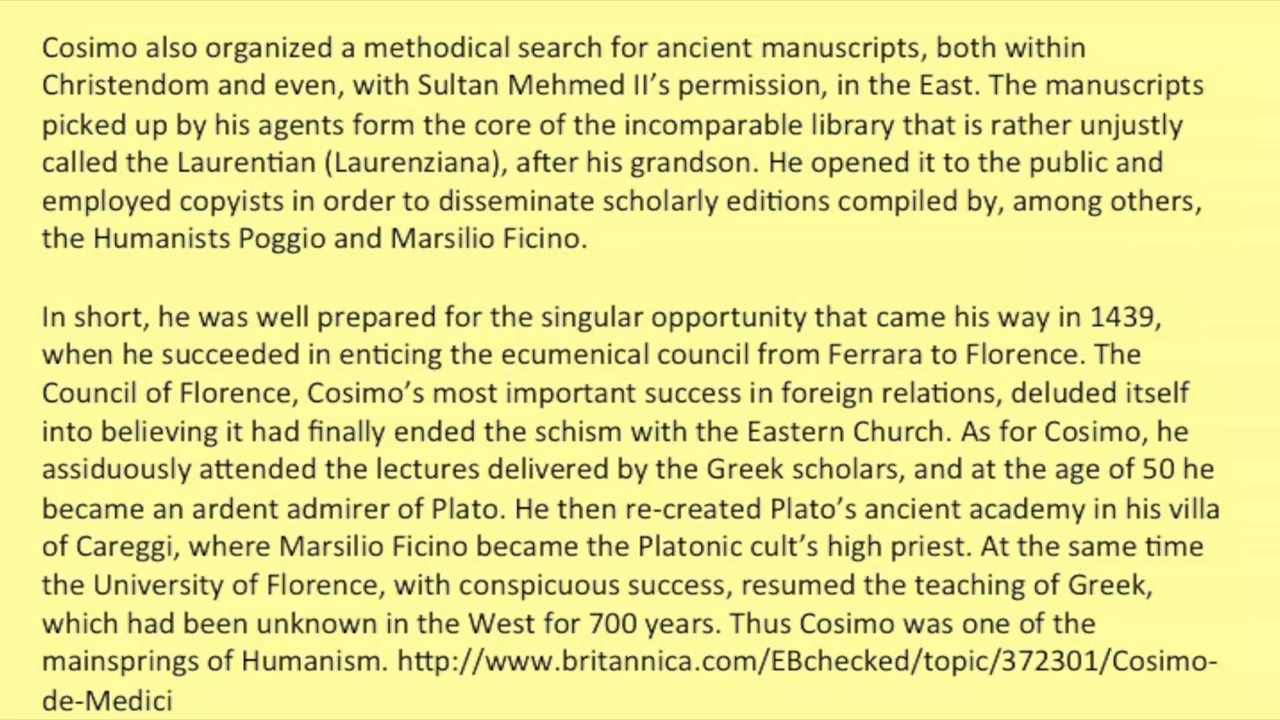 Cosimo also organized a methodical search for ancient manuscripts, both within
Christendom and even, with Sultan Mehmed II’s permission, in the East. The manuscripts
picked up by his agents form the core of the incomparable library that is rather unjustly
called the Laurentian (Laurenziana), after his grandson. He opened it to the public and
employed copyists in order to disseminate scholarly editions compiled by, among others,
the Humanists Poggio and Marsilio Ficino.
In short, he was well prepared for the singular opportunity that came his way in 1439,
when he succeeded in enticing the ecumenical council from Ferrara to Florence. The
Council of Florence, Cosimo’s most important success in foreign relations, deluded itself
into believing it had finally ended the schism with the Eastern Church. As for Cosimo, he
assiduously attended the lectures delivered by the Greek scholars, and at the age of 50 he
became an ardent admirer of Plato. He then re-created Plato’s ancient academy in his villa
of Careggi, where Marsilio Ficino became the Platonic cult’s high priest. At the same time
the University of Florence, with conspicuous success, resumed the teaching of Greek,
which had been unknown in the West for 700 years. Thus Cosimo was one of the
mainsprings of Humanism. http://www.britannica.com/EBchecked/topic/372301/Cosimo-
de-Medici